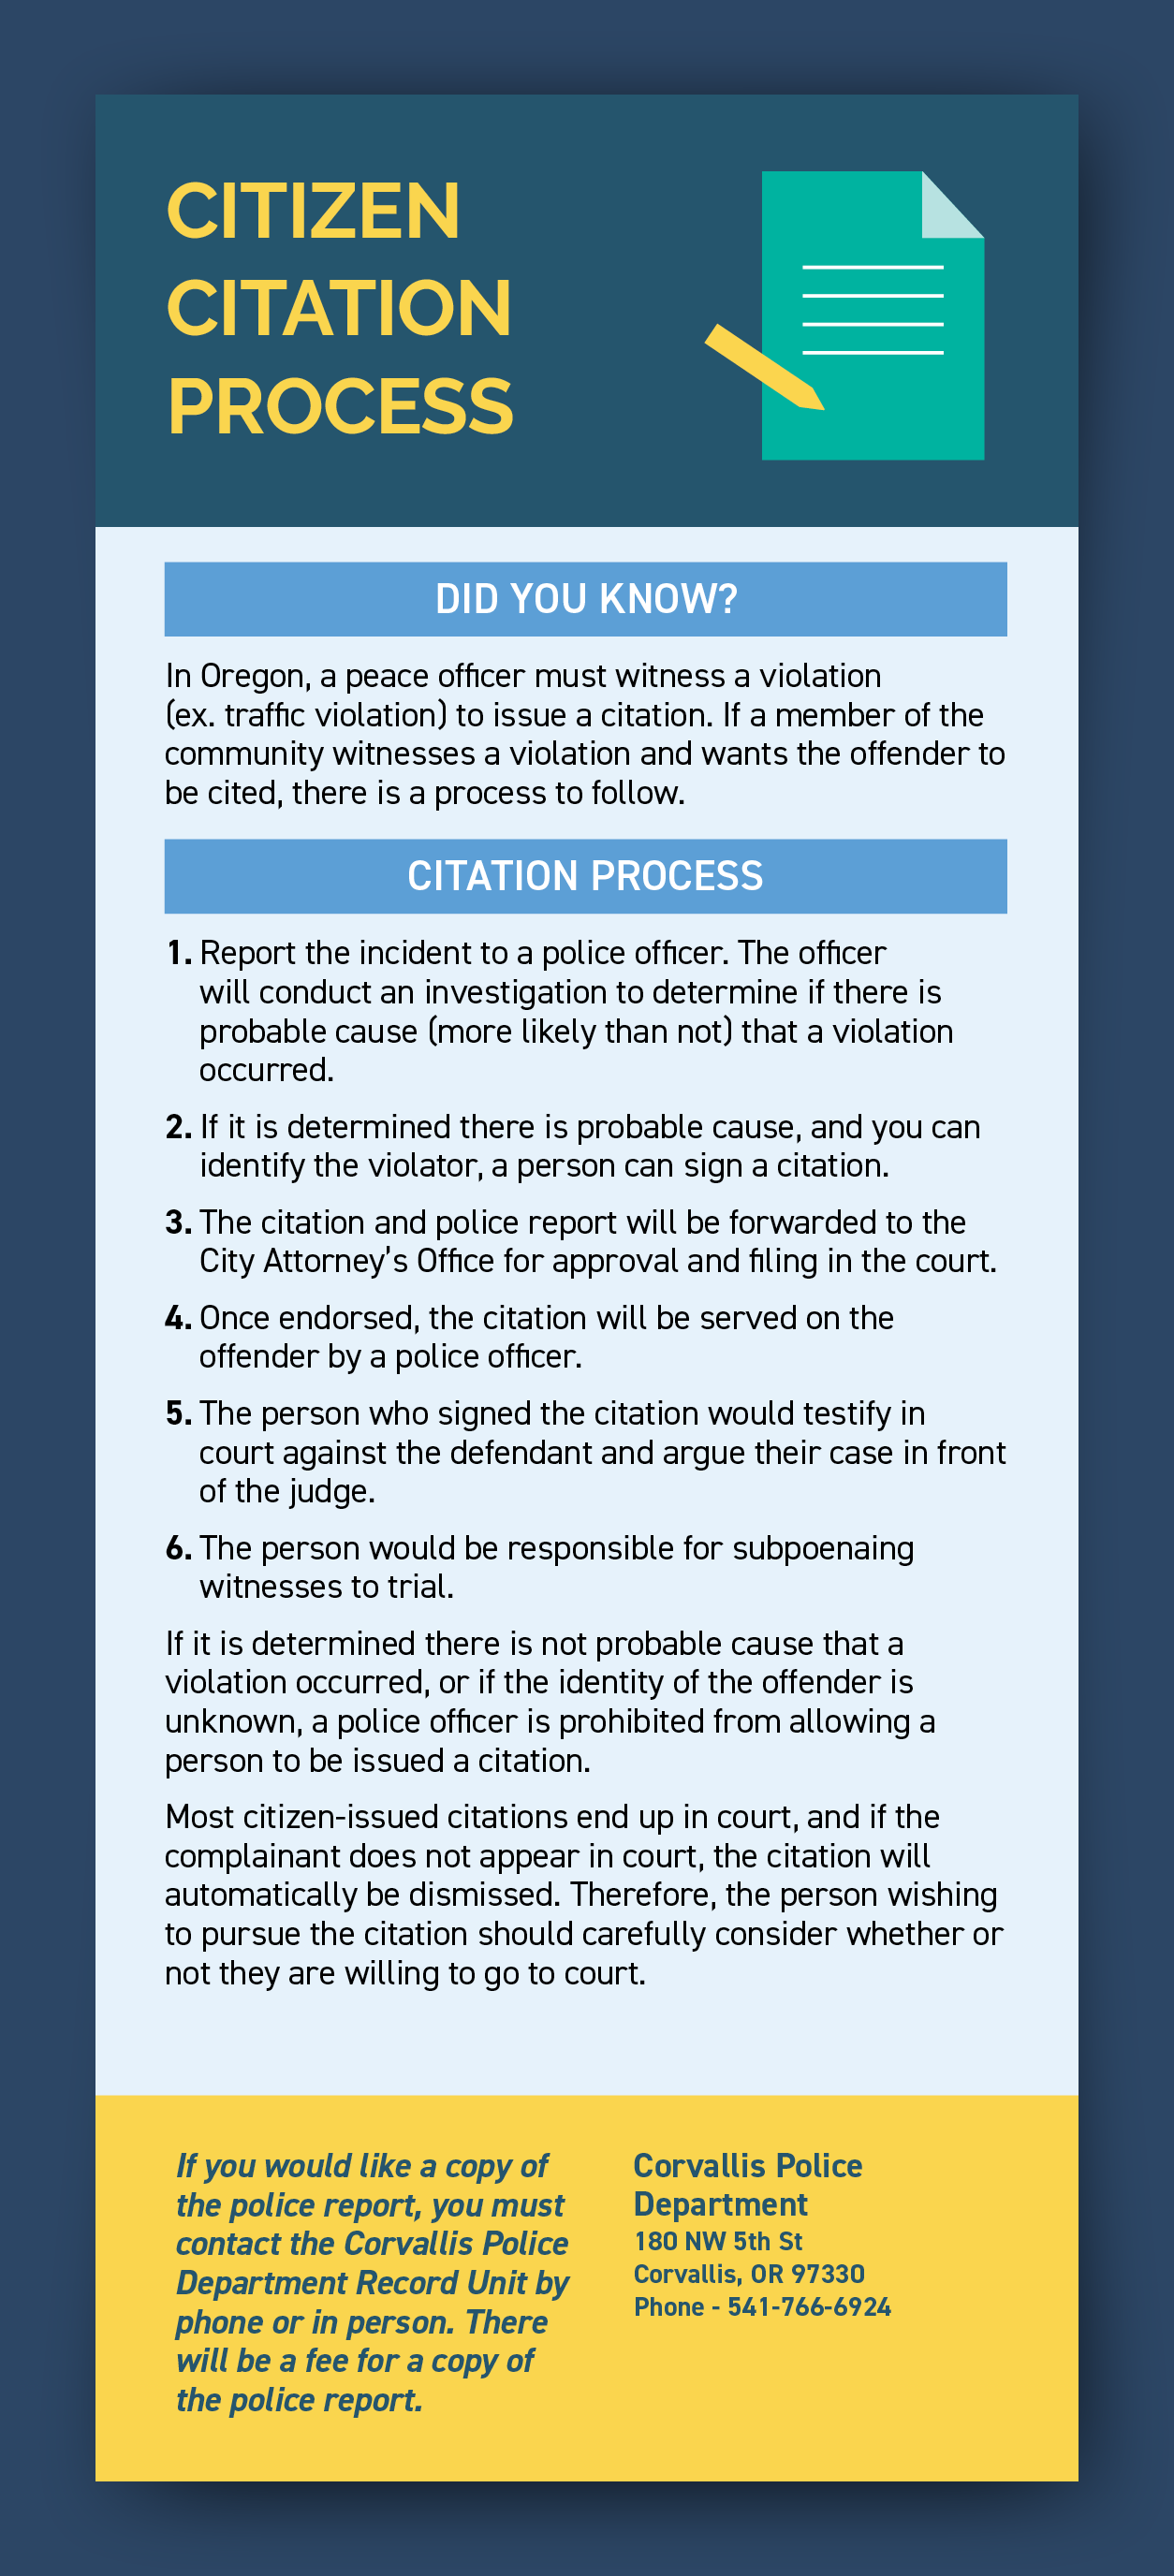 CITIZEN
CITATION
PROCESS
DID YOU KNOW?
In Oregon, a peace officer must witness a violation
(ex. traffic violation) to issue a citation. If a member of the
community witnesses a violation and wants the offender to
be cited, there is a process to follow.
CITATION PROCESS
1. Report the incident to a police officer. The officer
will conduct an investigation to determine if there is
probable cause (more likely than not) that a violation
occurred.
2. If it is determined there is probable cause, and you can
identify the violator, a person can sign a citation.
3. The citation and police report will be forwarded to the
City Attorney's Office for approval and filing in the court.
4. Once endorsed, the citation will be served on the
offender by a police officer.
5. The person who signed the citation would testify in
court against the defendant and argue their case in front
of the judge.
6. The person would be responsible for subpoenaing
witnesses to trial.
If it is determined there is not probable cause that a
violation occurred, or if the identity of the offender is
unknown, a police officer is prohibited from allowing a
person to be issued a citation.
Most citizen-issued citations end up in court, and if the
complainant does not appear in court, the citation will
automatically be dismissed. Therefore, the person wishing
to pursue the citation should carefully consider whether or
not they are willing to go to court.
If you would like a copy of
the police report, you must
contact the Corvallis Police
Department Record Unit by
phone or in person. There
will be a fee for a copy of
the police report.
Corvallis Police
Department
180 NW 5th St
Corvallis, OR 97330
Phone - 541-766-6924